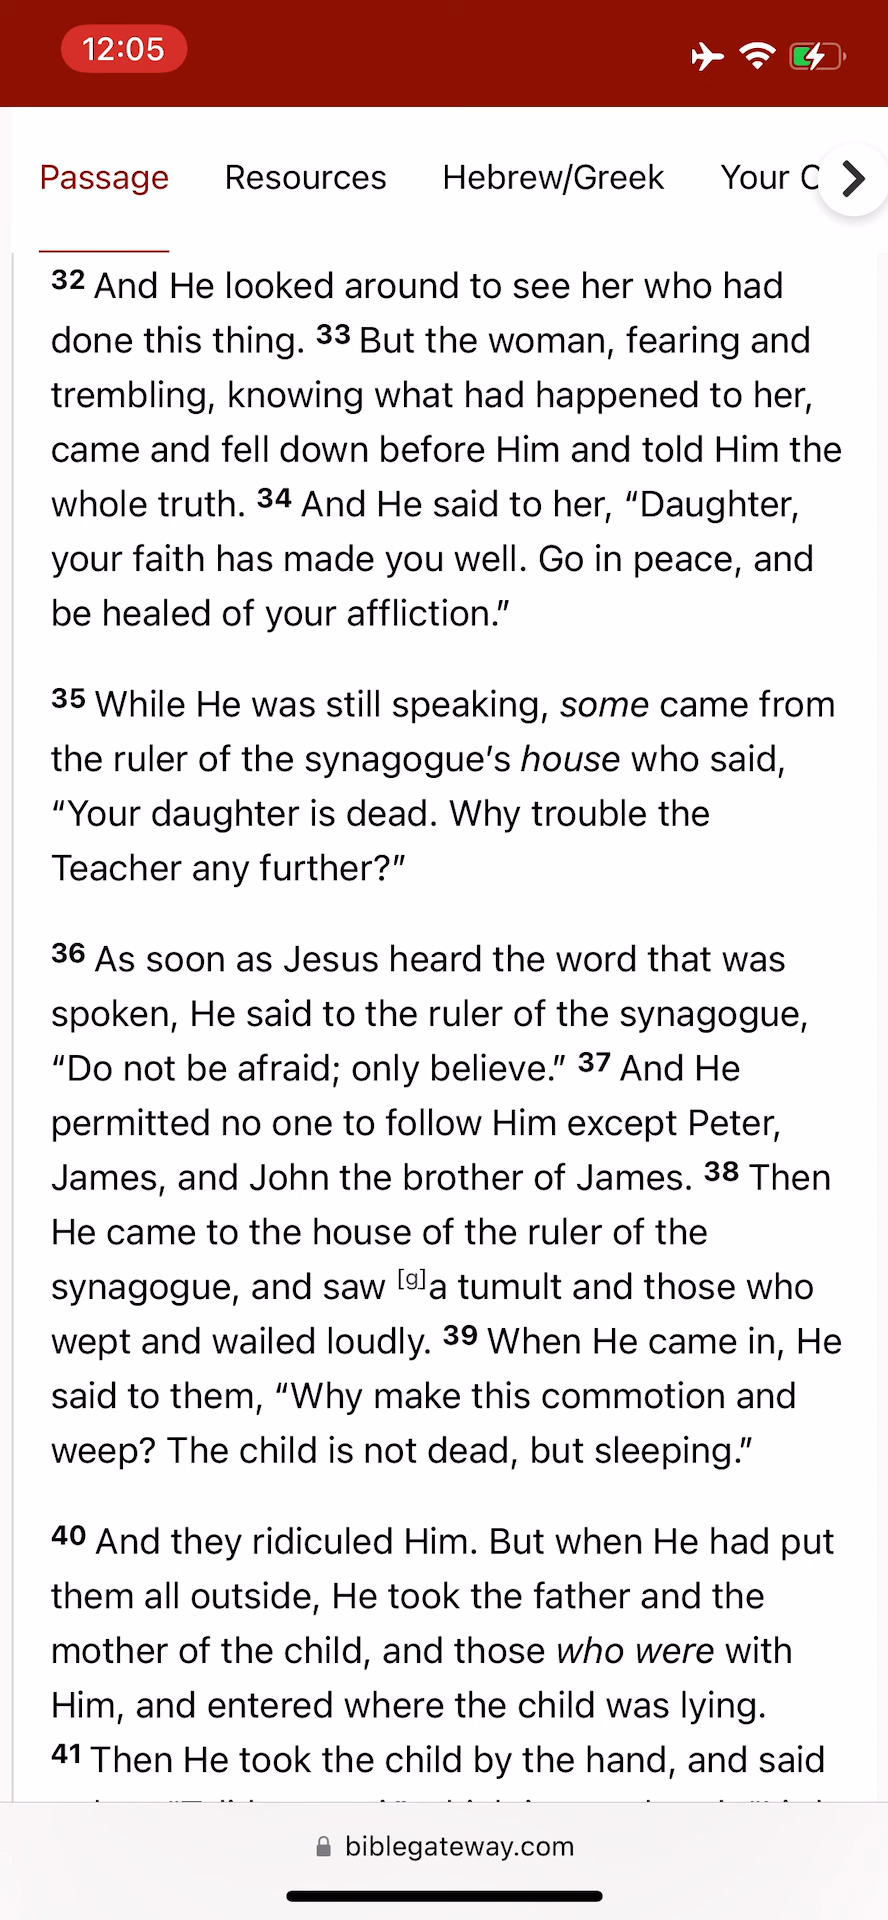 12:05
Passage Resources Hebrew/Greek Your
32 And He looked around to see her who had
done this thing. 33 But the woman, fearing and
trembling, knowing what had happened to her,
came and fell down before Him and told Him the
whole truth. 34 And He said to her, “Daughter,
your faith has made you well. Go in peace, and
be healed of your affliction.”
35 While He was still speaking, some came from
the ruler of the synagogue’s house who said,
“Your daughter is dead. Why trouble the
Teacher any further?”
36 As soon as Jesus heard the word that was
spoken, He said to the ruler of the synagogue,
“Do not be afraid; only believe.” 37 And He
permitted no one to follow Him except Peter,
James, and John the brother of James. 38 Then
He came to the house of the ruler of the
synagogue, and saw [g]a tumult and those who
wept and wailed loudly. 39 When He came in, He
said to them, “Why make this commotion and
weep? The child is not dead, but sleeping.”
40 And they ridiculed Him. But when He had put
them all outside, He took the father and the
mother of the child, and those who were with
Him, and entered where the child was lying.
41 Then He took the child by the hand, and said
biblegateway.com